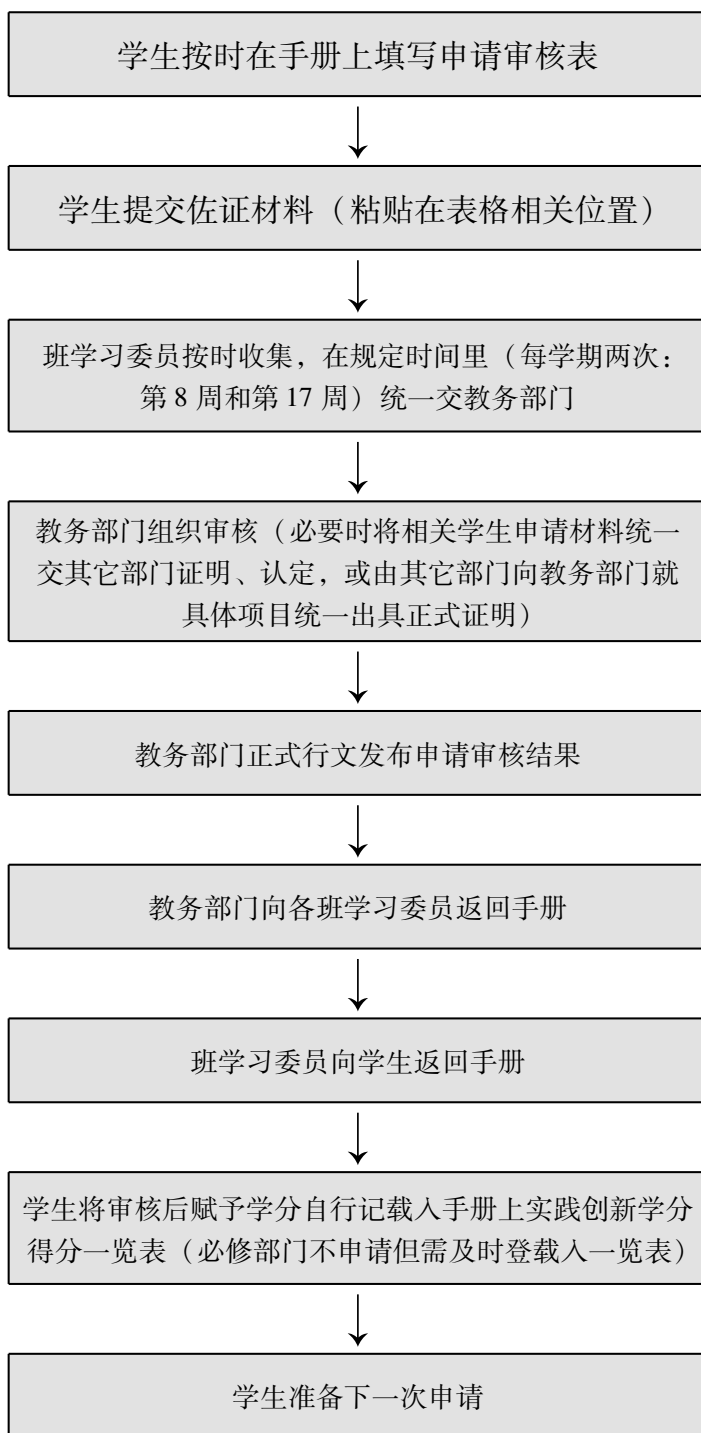 学生按时在手册上填写申请审核表
学生提交佐证材料（粘贴在表格相关位置）
班学习委员按时收集，在规定时间里（每学期两次：
第 8 周和第 17 周）统一交教务部门
教务部门组织审核（必要时将相关学生申请材料统一
交其它部门证明、认定，或由其它部门向教务部门就
具体项目统一出具正式证明）
教务部门正式行文发布申请审核结果
教务部门向各班学习委员返回手册
班学习委员向学生返回手册
学生将审核后赋予学分自行记载入手册上实践创新学分
得分一览表（必修部门不申请但需及时登载入一览表）
学生准备下一次申请